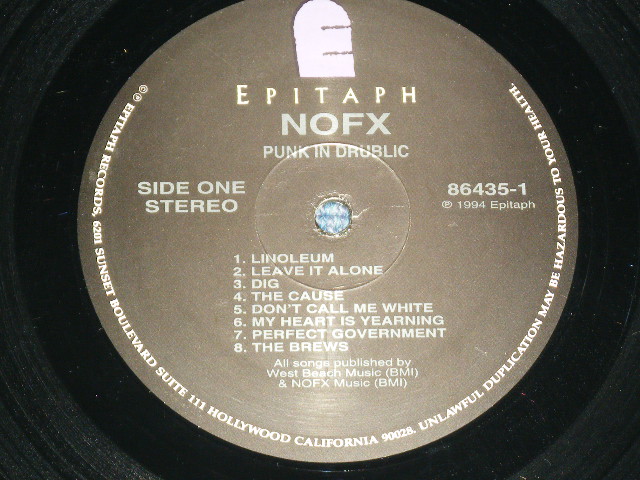 E
EPITAPH
NOFX
PUNK IN DRUBLIC
SIDE ONE
STEREO
86435-1
℗ 1994 Epitaph
1. LINOLEUM
2. LEAVE IT ALONE
3. DIG
4. THE CAUSE
5. DON'T CALL ME WHITE
6. MY HEART IS YEARNING
7. PERFECT GOVERNMENT
8. THE BREWS
All songs published by
West Beach Music (BMI)
& NOFX Music (BMI)
©℗ EPITAPH RECORDS, 6201 SUNSET BOULEVARD SUITE 111 HOLLYWOOD CALIFORNIA 90028. UNLAWFUL DUPLICATION MAY BE HAZARDOUS TO YOUR HEALTH.